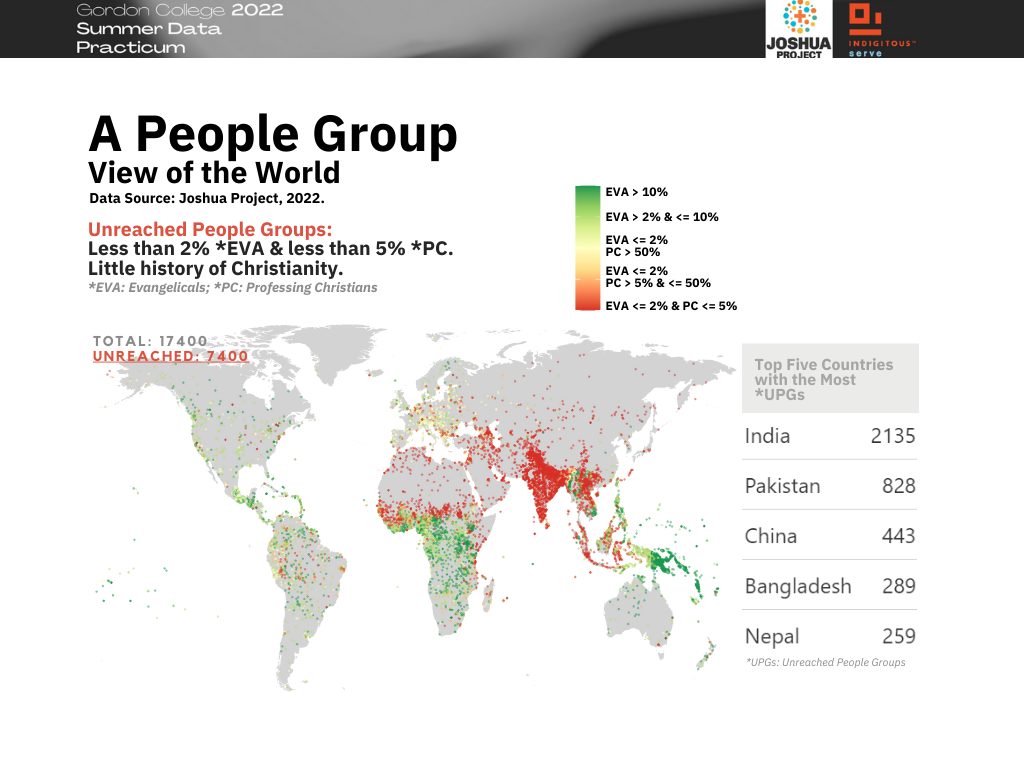 Gordon College 2022
Summer Data
Practicum
JOSHUA
PROJECT
INDIGITOUS™
serve
A People Group
View of the World
Data Source: Joshua Project, 2022.
Unreached People Groups:
Less than 2% *EVA & less than 5% *PC.
Little history of Christianity.
*EVA: Evangelicals; *PC: Professing Christians
EVA > 10%
EVA > 2% & <= 10%
EVA <= 2%
PC > 50%
EVA <= 2%
PC > 5% & <= 50%
EVA <= 2% & PC <= 5%
TOTAL: 17400
UNREACHED: 7400
Top Five Countries
with the Most
*UPGs
India 2135
Pakistan 828
China 443
Bangladesh 289
Nepal 259
*UPGs: Unreached People Groups